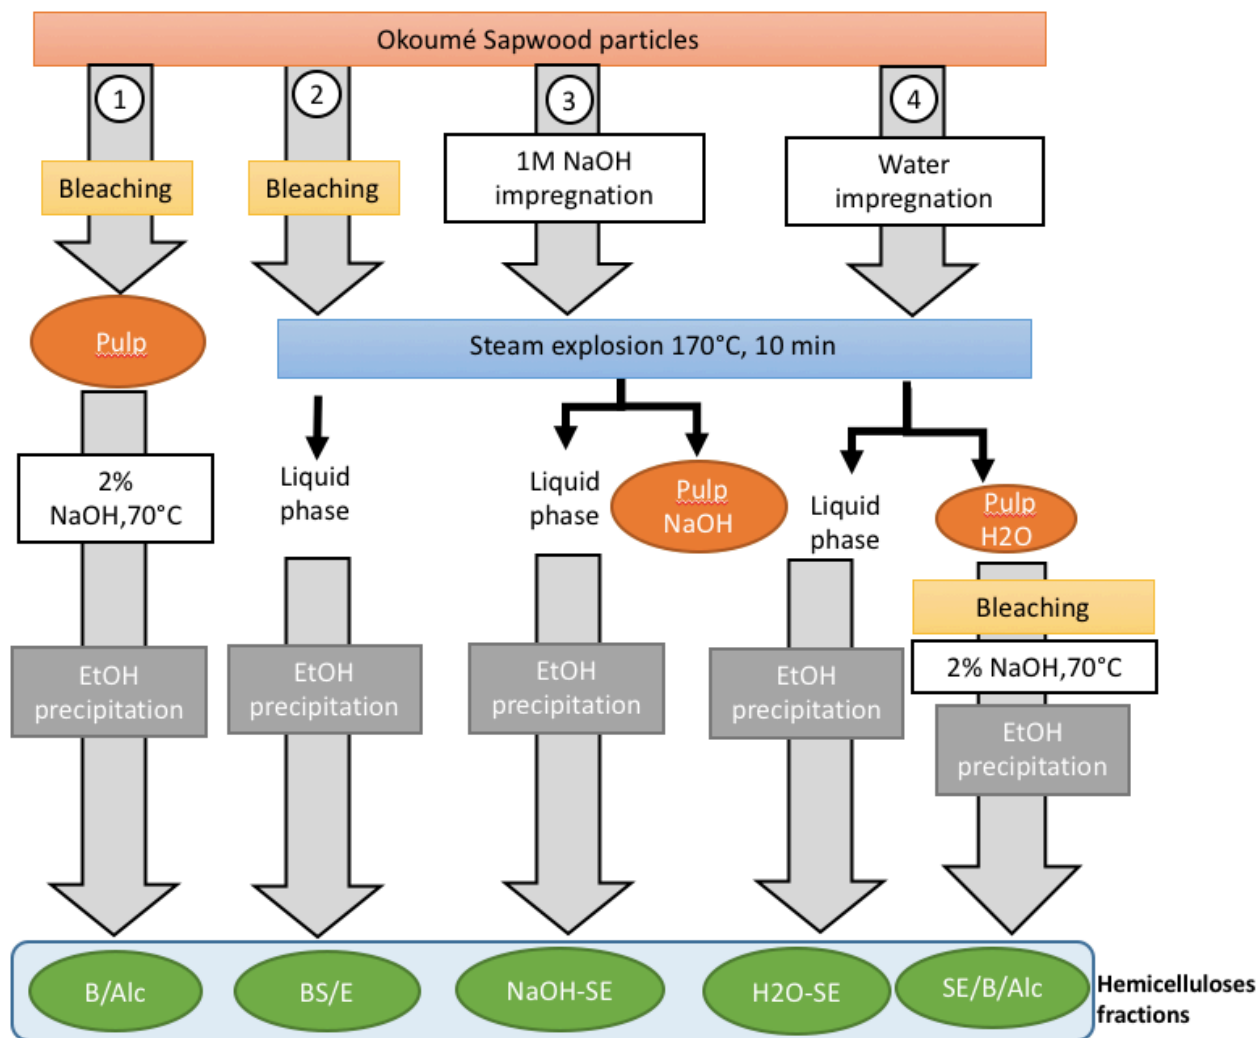 Okoumé Sapwood particles
1
2
3
4
Bleaching
Bleaching
1M NaOH
impregnation
Water
impregnation
Pulp
Steam explosion 170°C, 10 min
2%
NaOH,70°C
Liquid
phase
Liquid
phase
Pulp
NaOH
Liquid
phase
Pulp
H2O
Bleaching
2% NaOH,70°C
EtOH
precipitation
EtOH
precipitation
EtOH
precipitation
EtOH
precipitation
EtOH
precipitation
B/Alc
BS/E
NaOH-SE
H2O-SE
SE/B/Alc
Hemicelluloses
fractions